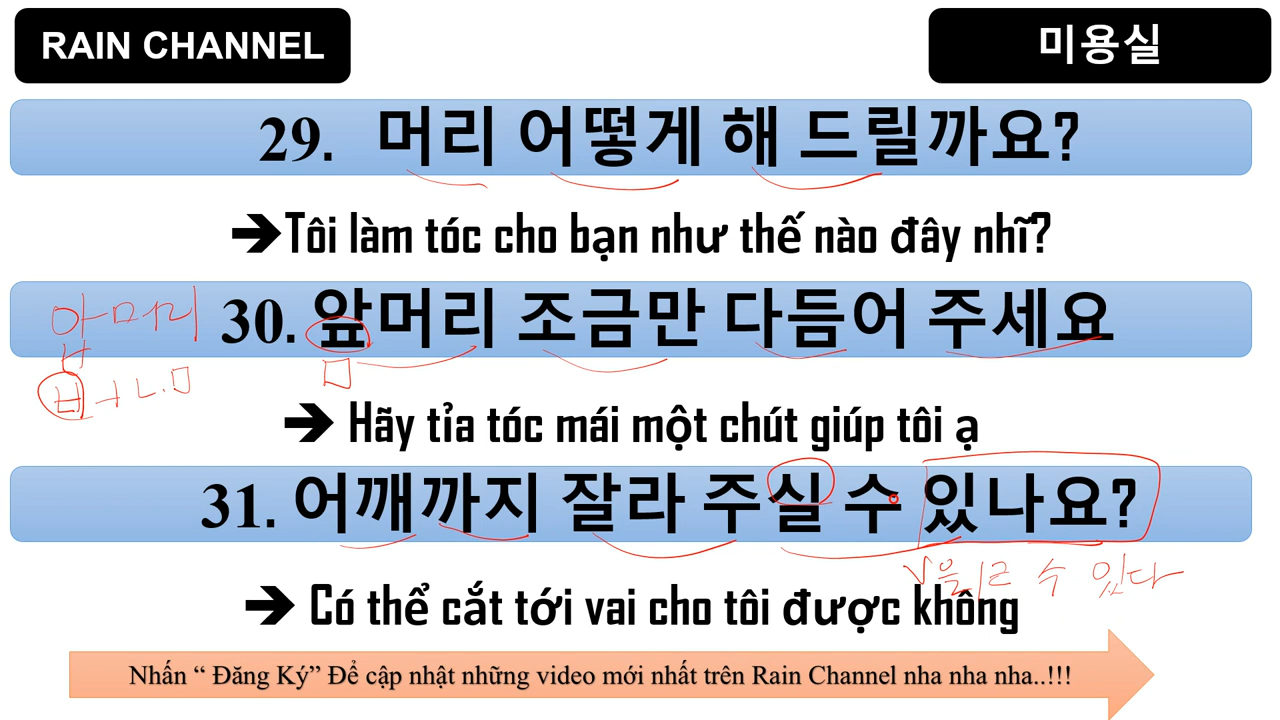 RAIN CHANNEL
미용실
29. 머리 어떻게 해 드릴까요?
➔Tôi làm tóc cho bạn như thế nào đây nhĩ?
앞머리
30. 앞머리 조금만 다듬어 주세요
ㅁ
ㅂ + ㄴ.ㅁ
➔ Hãy tỉa tóc mái một chút giúp tôi ạ
31. 어깨까지 잘라 주실 수 있나요?
V을/ㄹ 수 있다
➔ Có thể cắt tới vai cho tôi được không
Nhấn “ Đăng Ký” Để cập nhật những video mới nhất trên Rain Channel nha nha nha..!!!